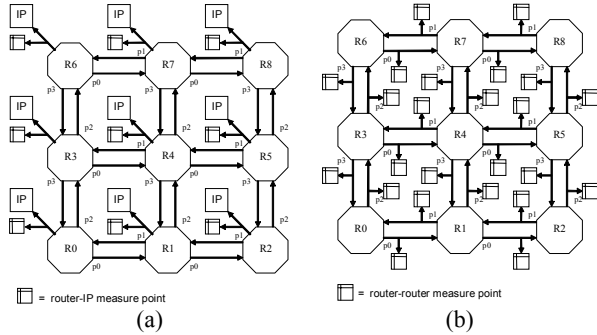 IP IP IP
p1 p1
R6 R7 R8
p0 p0
p3 p3 p3
IP IP IP
p2 p2 p2
p1 p1
R3 R4 R5
p0 p0
p3 p3 p3
IP IP IP
p2 p2 p2
p1 p1
R0 R1 R2
p0 p0
= router-IP measure point
(a)
p1 p1
R6 R7 R8
p0 p0
p3 p3 p3
p2 p2 p2
p1 p1
R3 R4 R5
p0 p0
p3 p3 p3
p2 p2 p2
p1 p1
R0 R1 R2
p0 p0
= router-router measure point
(b)